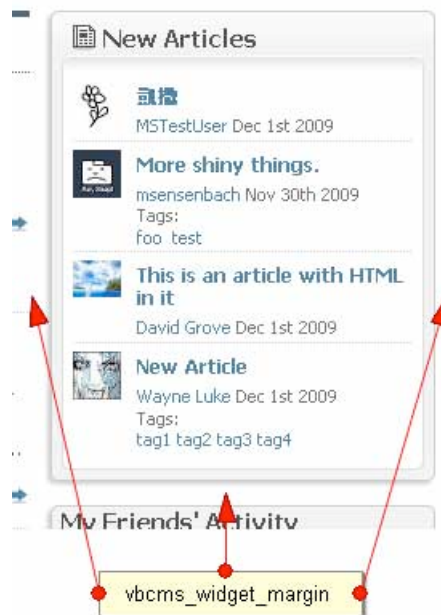 New Articles
凱撒
MSTestUser Dec 1st 2009
More shiny things.
msensenbach Nov 30th 2009
Tags:
foo test
This is an article with HTML
in it
David Grove Dec 1st 2009
New Article
Wayne Luke Dec 1st 2009
Tags:
tag1 tag2 tag3 tag4
My Friends' Activity
vbcms_widget_margin